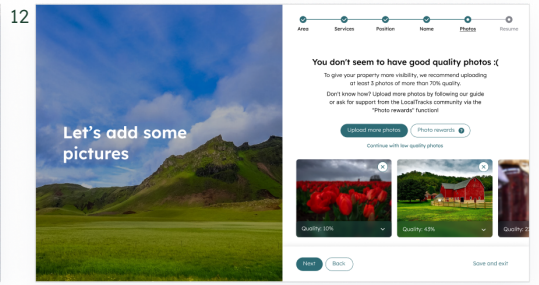 12
Area Services Position Name Photos Resume
Let's add some
pictures
You don't seem to have good quality photos :(
To give your property more visibility, we recommend uploading
at least 3 photos of more than 70% quality.
Don't know how? Upload more photos by following our guide
or ask for support from the LocalTracks community via the
"Photo rewards" function!
Upload more photos Photo rewards ?
Continue with low quality photos
Quality: 10% Quality: 43% Quality: 2
Next Back Save and exit